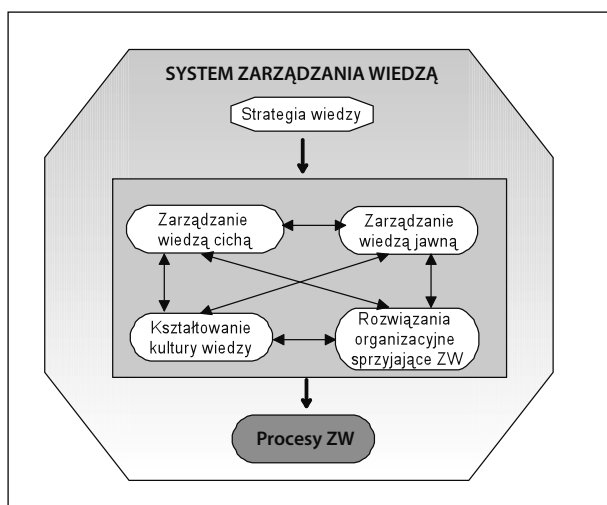 SYSTEM ZARZĄDZANIA WIEDZĄ
Strategia wiedzy
Zarządzanie
wiedzą cichą
Zarządzanie
wiedzą jawną
Kształtowanie
kultury wiedzy
Rozwiązania
organizacyjne
sprzyjające ZW
Procesy ZW